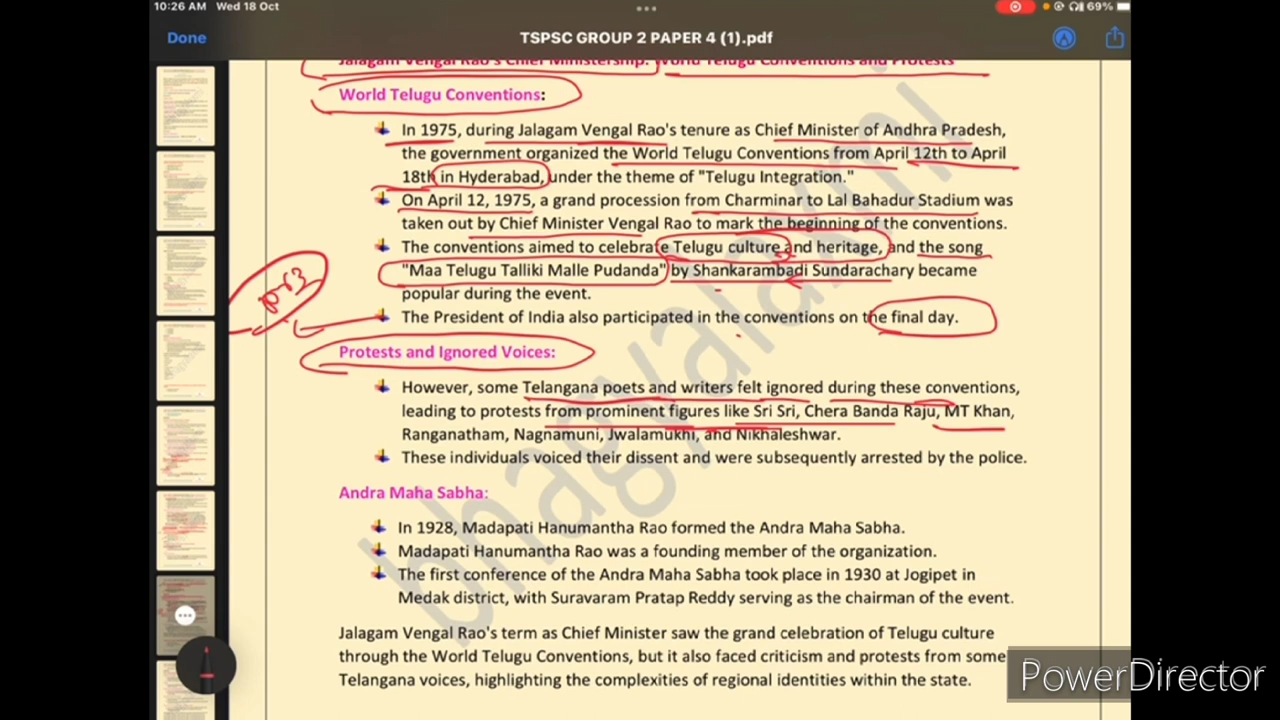 10:26 AM Wed 18 Oct
69%
Done
TSPSC GROUP 2 PAPER 4 (1).pdf
Jalagam Vengal Rao's Chief Ministership: World Telugu Conventions and Protests
World Telugu Conventions:
In 1975, during Jalagam Vengal Rao's tenure as Chief Minister of Andhra Pradesh,
the government organized the World Telugu Conventions from April 12th to April
18th in Hyderabad, under the theme of "Telugu Integration."
On April 12, 1975, a grand procession from Charminar to Lal Bahadur Stadium was
taken out by Chief Minister Vengal Rao to mark the beginning of the conventions.
The conventions aimed to celebrate Telugu culture and heritage, and the song
"Maa Telugu Talliki Malle Pudanda" by Shankarambadi Sundarachary became
popular during the event.
The President of India also participated in the conventions on the final day.
Protests and Ignored Voices:
However, some Telangana poets and writers felt ignored during these conventions,
leading to protests from prominent figures like Sri Sri, Chera Banda Raju, MT Khan,
Ranganatham, Nagnamuni, Jwalamukhi, and Nikhaleshwar.
These individuals voiced their dissent and were subsequently arrested by the police.
Andra Maha Sabha:
In 1928, Madapati Hanumantha Rao formed the Andra Maha Sabha.
Madapati Hanumantha Rao was a founding member of the organization.
The first conference of the Andra Maha Sabha took place in 1930 at Jogipet in
Medak district, with Suravaram Pratap Reddy serving as the chairman of the event.
Jalagam Vengal Rao's term as Chief Minister saw the grand celebration of Telugu culture
through the World Telugu Conventions, but it also faced criticism and protests from some
Telangana voices, highlighting the complexities of regional identities within the state.
bhagyalaxmi
PowerDirector